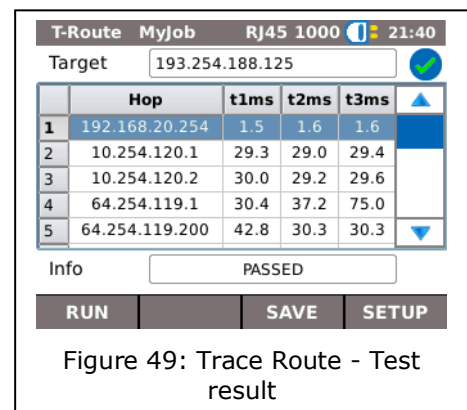 T-Route MyJob RJ45 1000 21:40
Target 193.254.188.125
Hop t1ms t2ms t3ms
1 192.168.20.254 1.5 1.6 1.6
2 10.254.120.1 29.3 29.0 29.4
3 10.254.120.2 30.0 29.2 29.6
4 64.254.119.1 30.4 37.2 75.0
5 64.254.119.200 42.8 30.3 30.3
Info PASSED
RUN SAVE SETUP
Figure 49: Trace Route - Test
result